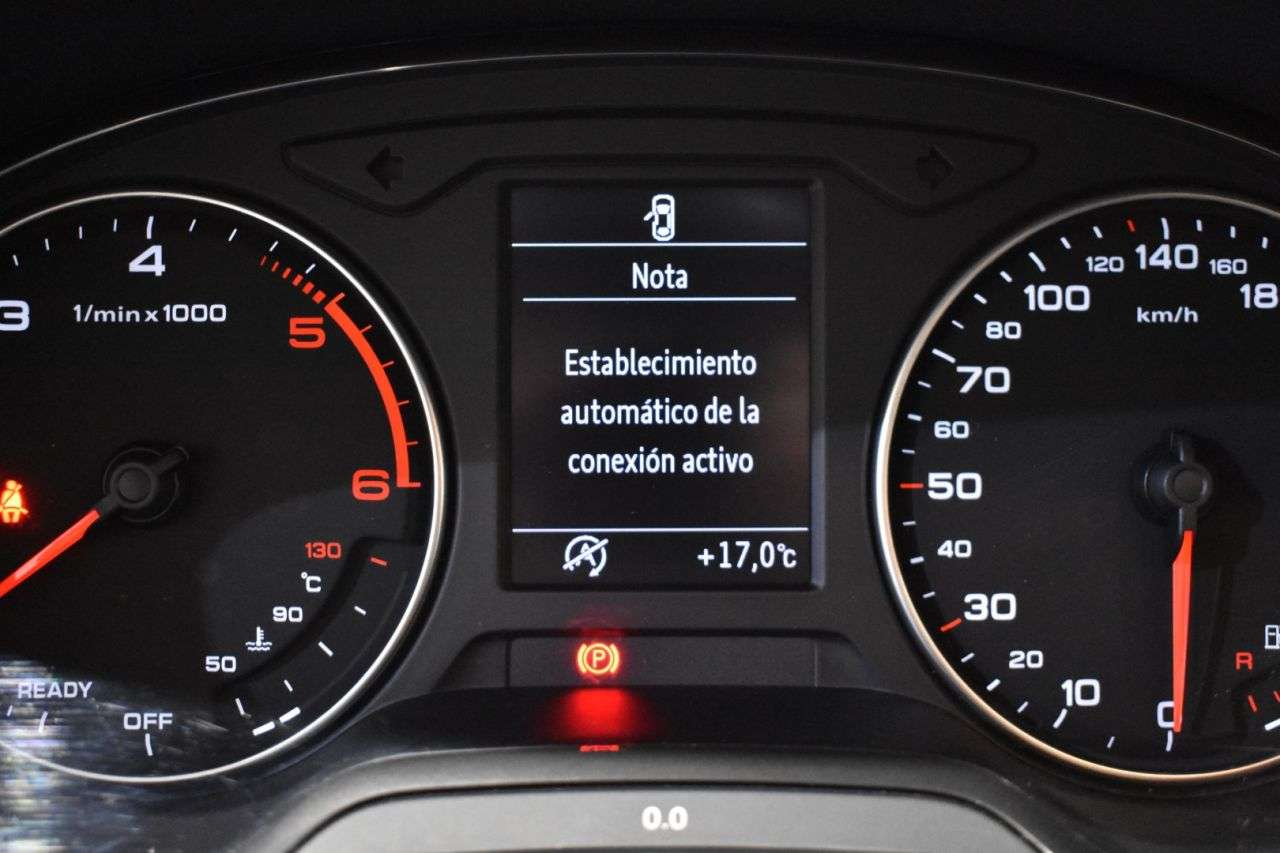 Nota
Establecimiento
automático de la
conexión activo
+17,0°C
3
4
5
6
1/min x 1000
130
°C
90
50
READY
OFF
0
10
20
30
40
50
60
70
80
100
120
140
160
18
km/h
R
P
A
0.0